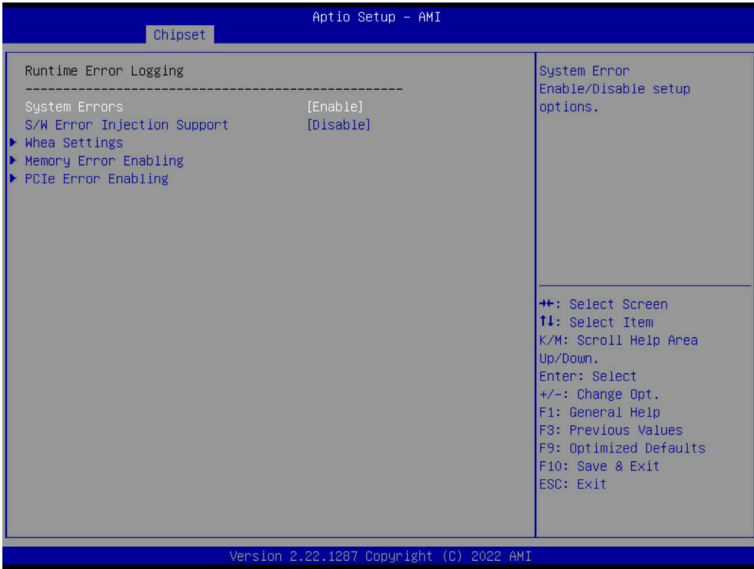 Aptio Setup – AMI
Chipset
Runtime Error Logging
--------------------------------------------------
System Errors [Enable]
S/W Error Injection Support [Disable]
Whea Settings
Memory Error Enabling
PCIe Error Enabling
System Error
Enable/Disable setup
options.
→←: Select Screen
↑↓: Select Item
K/M: Scroll Help Area
Up/Down.
Enter: Select
+/-: Change Opt.
F1: General Help
F3: Previous Values
F9: Optimized Defaults
F10: Save & Exit
ESC: Exit
Version 2.22.1287 Copyright (C) 2022 AMI